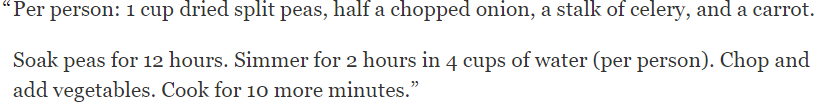 “Per person: 1 cup dried split peas, half a chopped onion, a stalk of celery, and a carrot.
Soak peas for 12 hours. Simmer for 2 hours in 4 cups of water (per person). Chop and
add vegetables. Cook for 10 more minutes.”